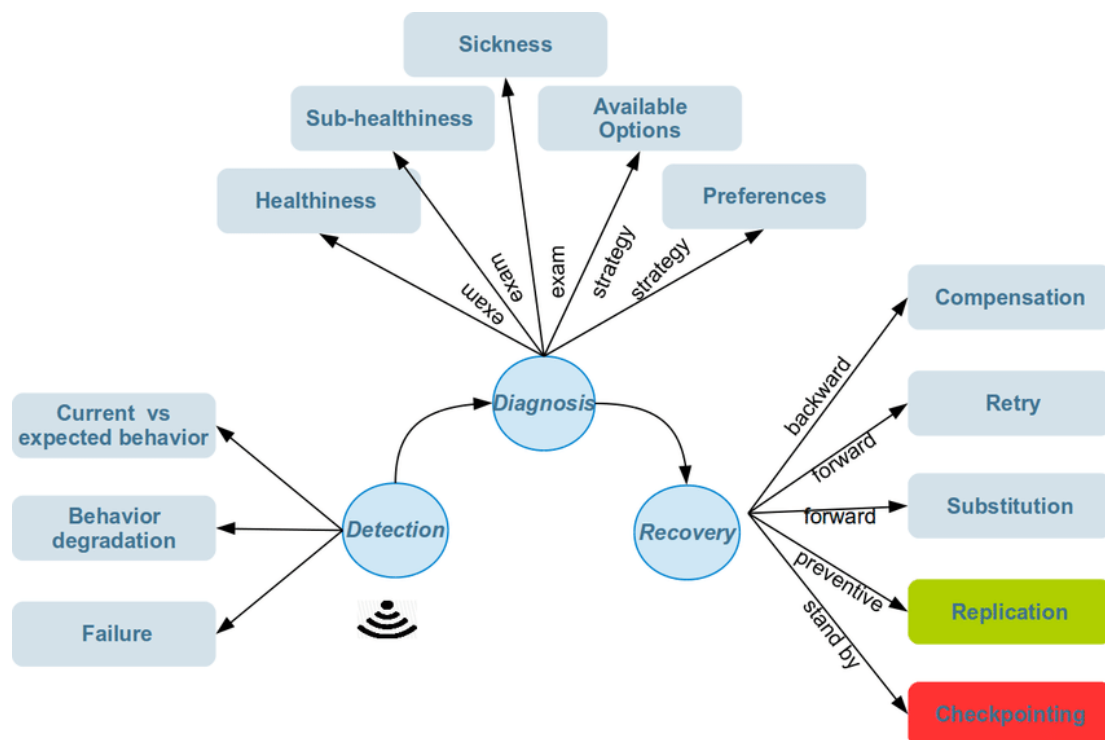 Sickness
Sub-healthiness
Available
Options
Healthiness
Preferences
exam
exam
exam
strategy
strategy
Diagnosis
Current vs
expected behavior
Behavior
degradation
Failure
Detection
Recovery
backward
forward
forward
preventive
stand by
Compensation
Retry
Substitution
Replication
Checkpointing